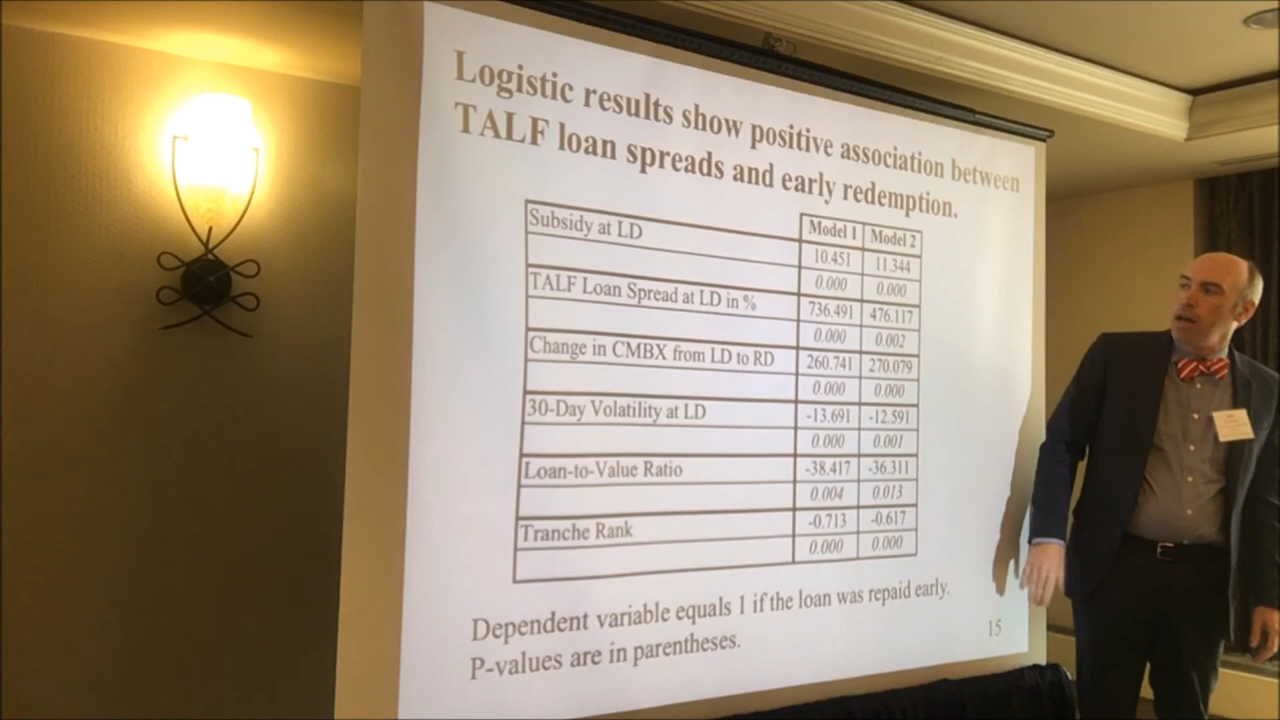 Logistic results show positive association between
TALF loan spreads and early redemption.
Model 1 Model 2
Subsidy at LD 10.451 11.344
0.000 0.000
TALF Loan Spread at LD in % 736.491 476.117
0.000 0.002
Change in CMBX from LD to RD 260.741 270.079
0.000 0.000
30-Day Volatility at LD -13.691 -12.591
0.000 0.001
Loan-to-Value Ratio -38.417 -36.311
0.004 0.013
Tranche Rank -0.713 -0.617
0.000 0.000
Dependent variable equals 1 if the loan was repaid early.
P-values are in parentheses.
15